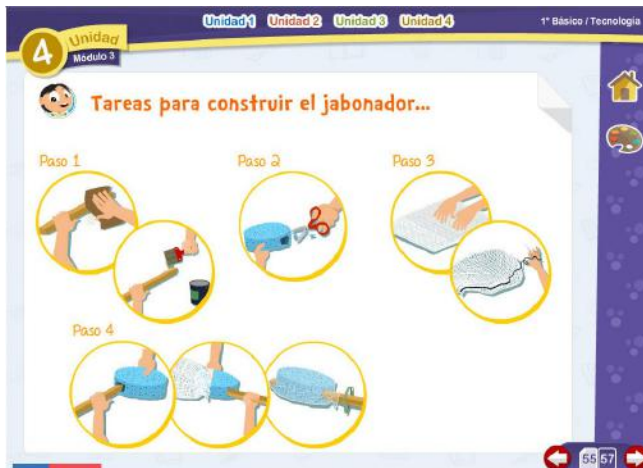 Unidad 1 Unidad 2 Unidad 3 Unidad 4
1° Básico / Tecnología
4
Unidad
Módulo 3
Tareas para construir el jabonador...
Paso 1
Paso 2
Paso 3
Paso 4
55 57